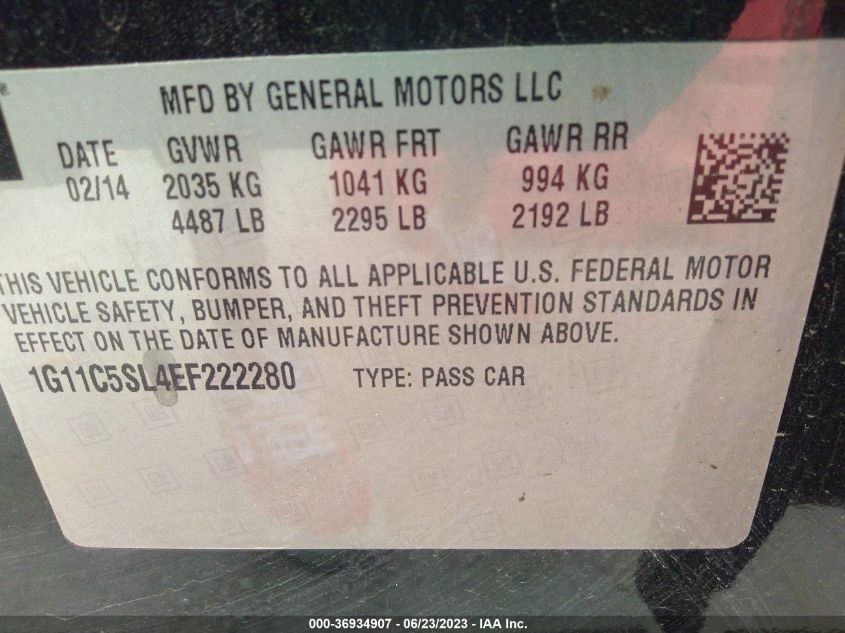 MFD BY GENERAL MOTORS LLC
DATE GVWR GAWR FRT GAWR RR
02/14 2035 KG 1041 KG 994 KG
4487 LB 2295 LB 2192 LB
THIS VEHICLE CONFORMS TO ALL APPLICABLE U.S. FEDERAL MOTOR
VEHICLE SAFETY, BUMPER, AND THEFT PREVENTION STANDARDS IN
EFFECT ON THE DATE OF MANUFACTURE SHOWN ABOVE.
1G11C5SL4EF222280 TYPE: PASS CAR
000-36934907 - 06/23/2023 - IAA Inc.